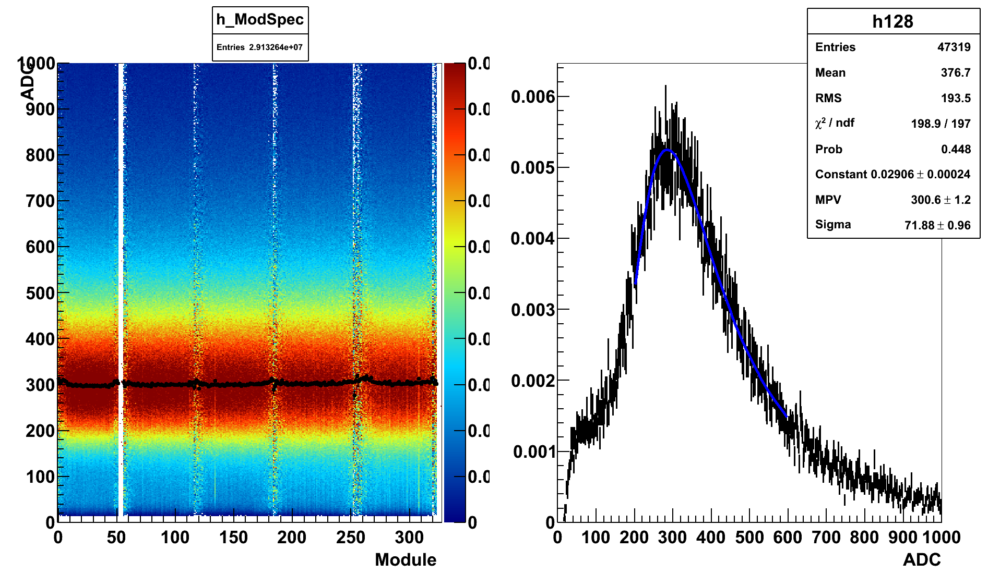 h_ModSpec
Entries 2.913264e+07
ADC
1000
900
800
700
600
500
400
300
200
100
0
0 50 100 150 200 250 300
Module
0.0
0.0
0.0
0.0
0.0
0.0
0.0
0.0
0.0
0.0
0
h128
Entries 47319
Mean 376.7
RMS 193.5
χ² / ndf 198.9 / 197
Prob 0.448
Constant 0.02906 ± 0.00024
MPV 300.6 ± 1.2
Sigma 71.88 ± 0.96
0.006
0.005
0.004
0.003
0.002
0.001
0
0 100 200 300 400 500 600 700 800 900 1000
ADC